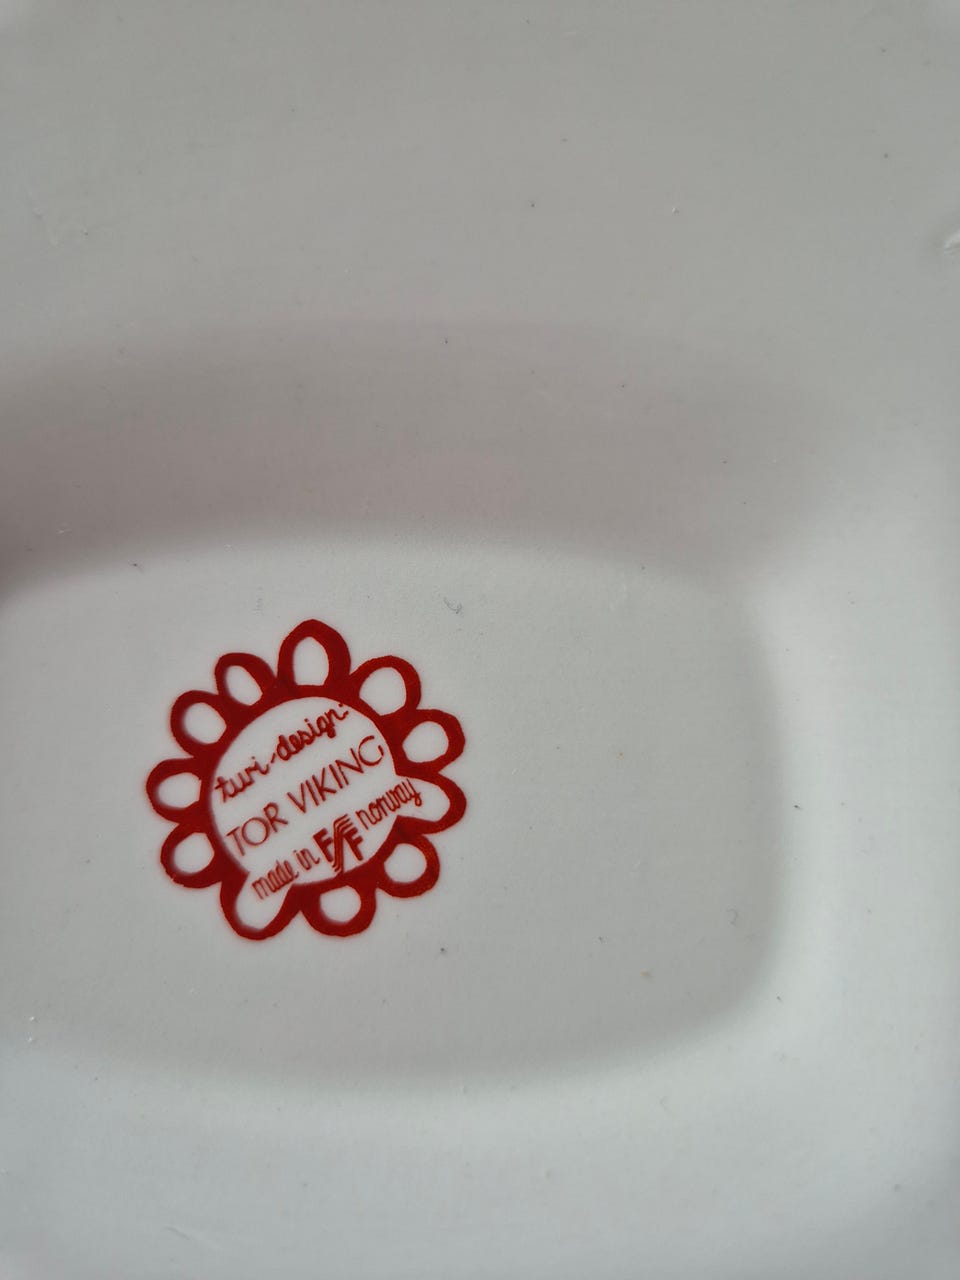 turi-design:
TOR VIKING
made in FF norway